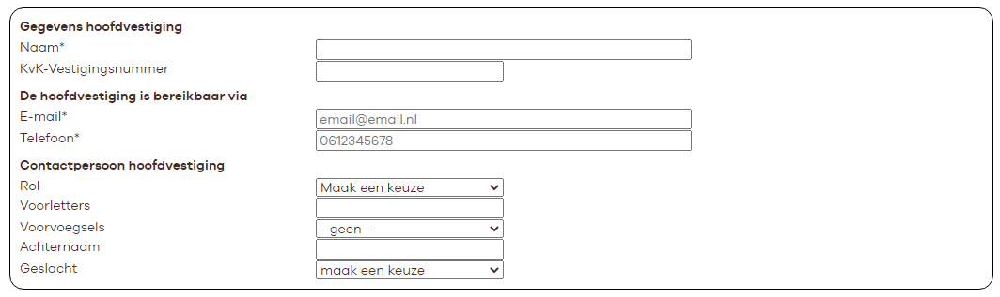 Gegevens hoofdvestiging
Naam*
KvK-Vestigingsnummer
De hoofdvestiging is bereikbaar via
E-mail* email@email.nl
Telefoon* 0612345678
Contactpersoon hoofdvestiging
Rol Maak een keuze
Voorletters
Voorvoegsels - geen -
Achternaam
Geslacht maak een keuze